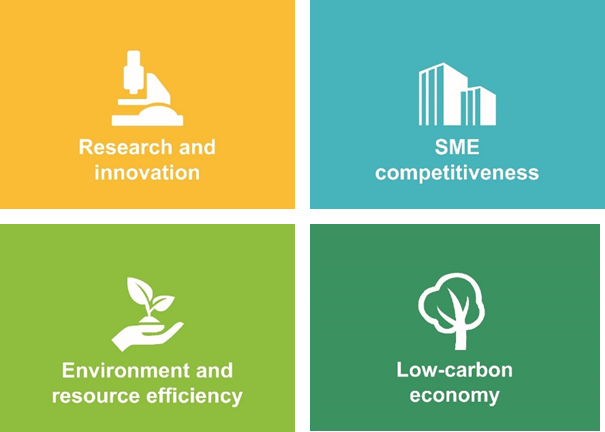 Research and
innovation
SME
competitiveness
Environment and
resource efficiency
Low-carbon
economy